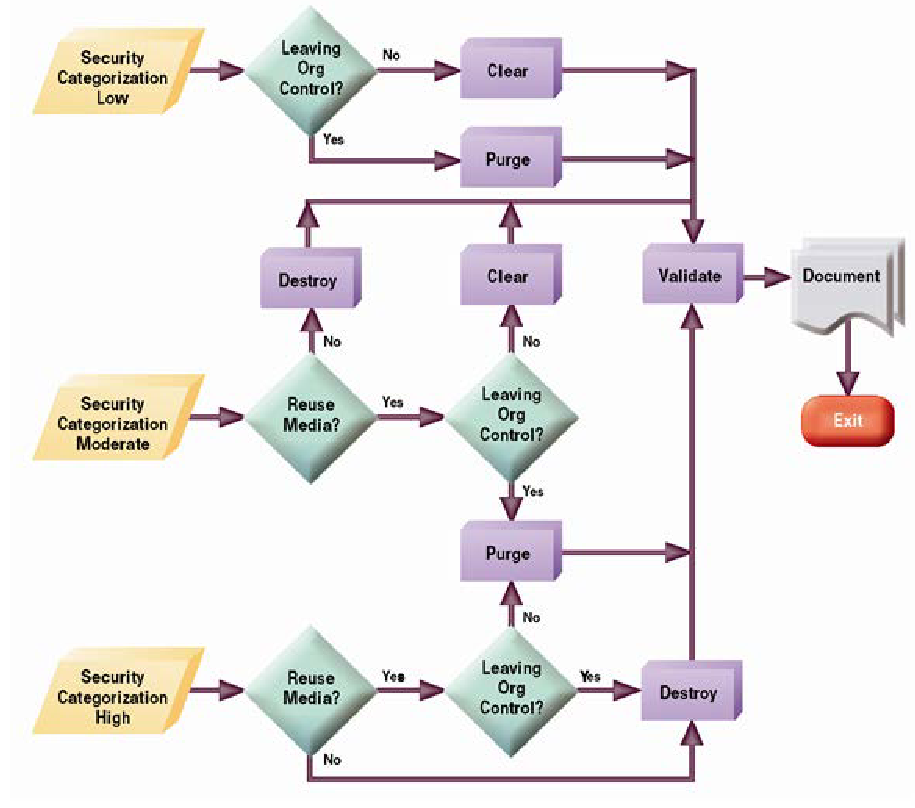 Security
Categorization
Low
Leaving
Org
Control?
No
Clear
Yes
Purge
Destroy
Clear
Validate
Document
No
No
Security
Categorization
Moderate
Reuse
Media?
Yes
Leaving
Org
Control?
Exit
Yes
Purge
No
Security
Categorization
High
Reuse
Media?
Yes
Leaving
Org
Control?
Yes
Destroy
No